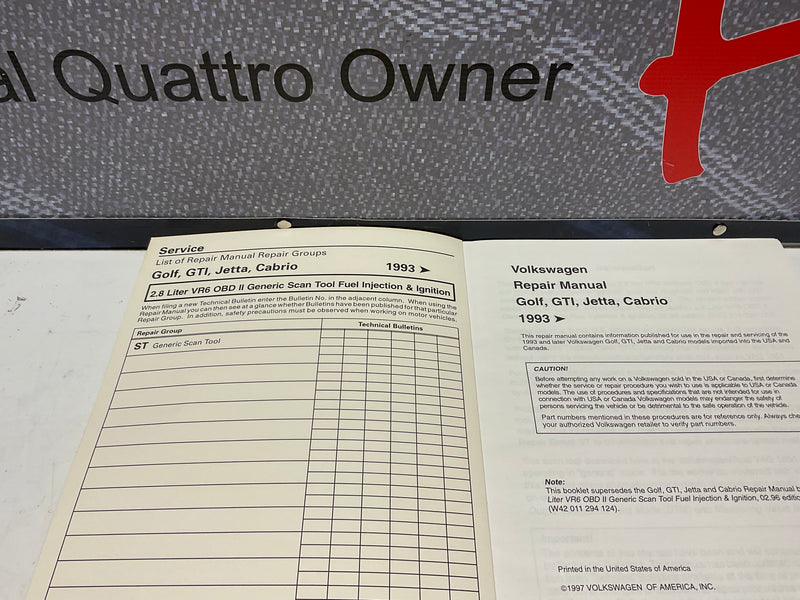 al Quattro Owner
Service
List of Repair Manual Repair Groups
Golf, GTI, Jetta, Cabrio 1993 ➤
2.8 Liter VR6 OBD II Generic Scan Tool Fuel Injection & Ignition
When filing a new Technical Bulletin enter the Bulletin No. in the adjacent column. When using the
Repair Manual you can then see at a glance whether Bulletins have been published for that particular
Repair Group. In addition, safety precautions must be observed when working on motor vehicles.
Repair Group Technical Bulletins
ST Generic Scan Tool
Volkswagen
Repair Manual
Golf, GTI, Jetta, Cabrio
1993 ➤
This repair manual contains information published for use in the repair and servicing of the
1993 and later Volkswagen Golf, GTI, Jetta and Cabrio models imported into the USA and
Canada.
CAUTION!
Before attempting any work on a Volkswagen sold in the USA or Canada, first determine
whether the service or repair procedure you wish to use is applicable to USA or Canada
models. The use of procedures and specifications that are not intended for use in
connection with USA or Canada Volkswagen models may endanger the safety of
persons servicing the vehicle or be detrimental to the safe operation of the vehicle.
Part numbers mentioned in these procedures are for reference only. Always che
your authorized Volkswagen retailer to verify part numbers.
Note:
This booklet supersedes the Golf, GTI, Jetta and Cabrio Repair Manual b
Liter VR6 OBD II Generic Scan Tool Fuel Injection & Ignition, 02.96 editio
(W42 011 294 124).
Printed in the United States of America
©1997 VOLKSWAGEN OF AMERICA, INC.